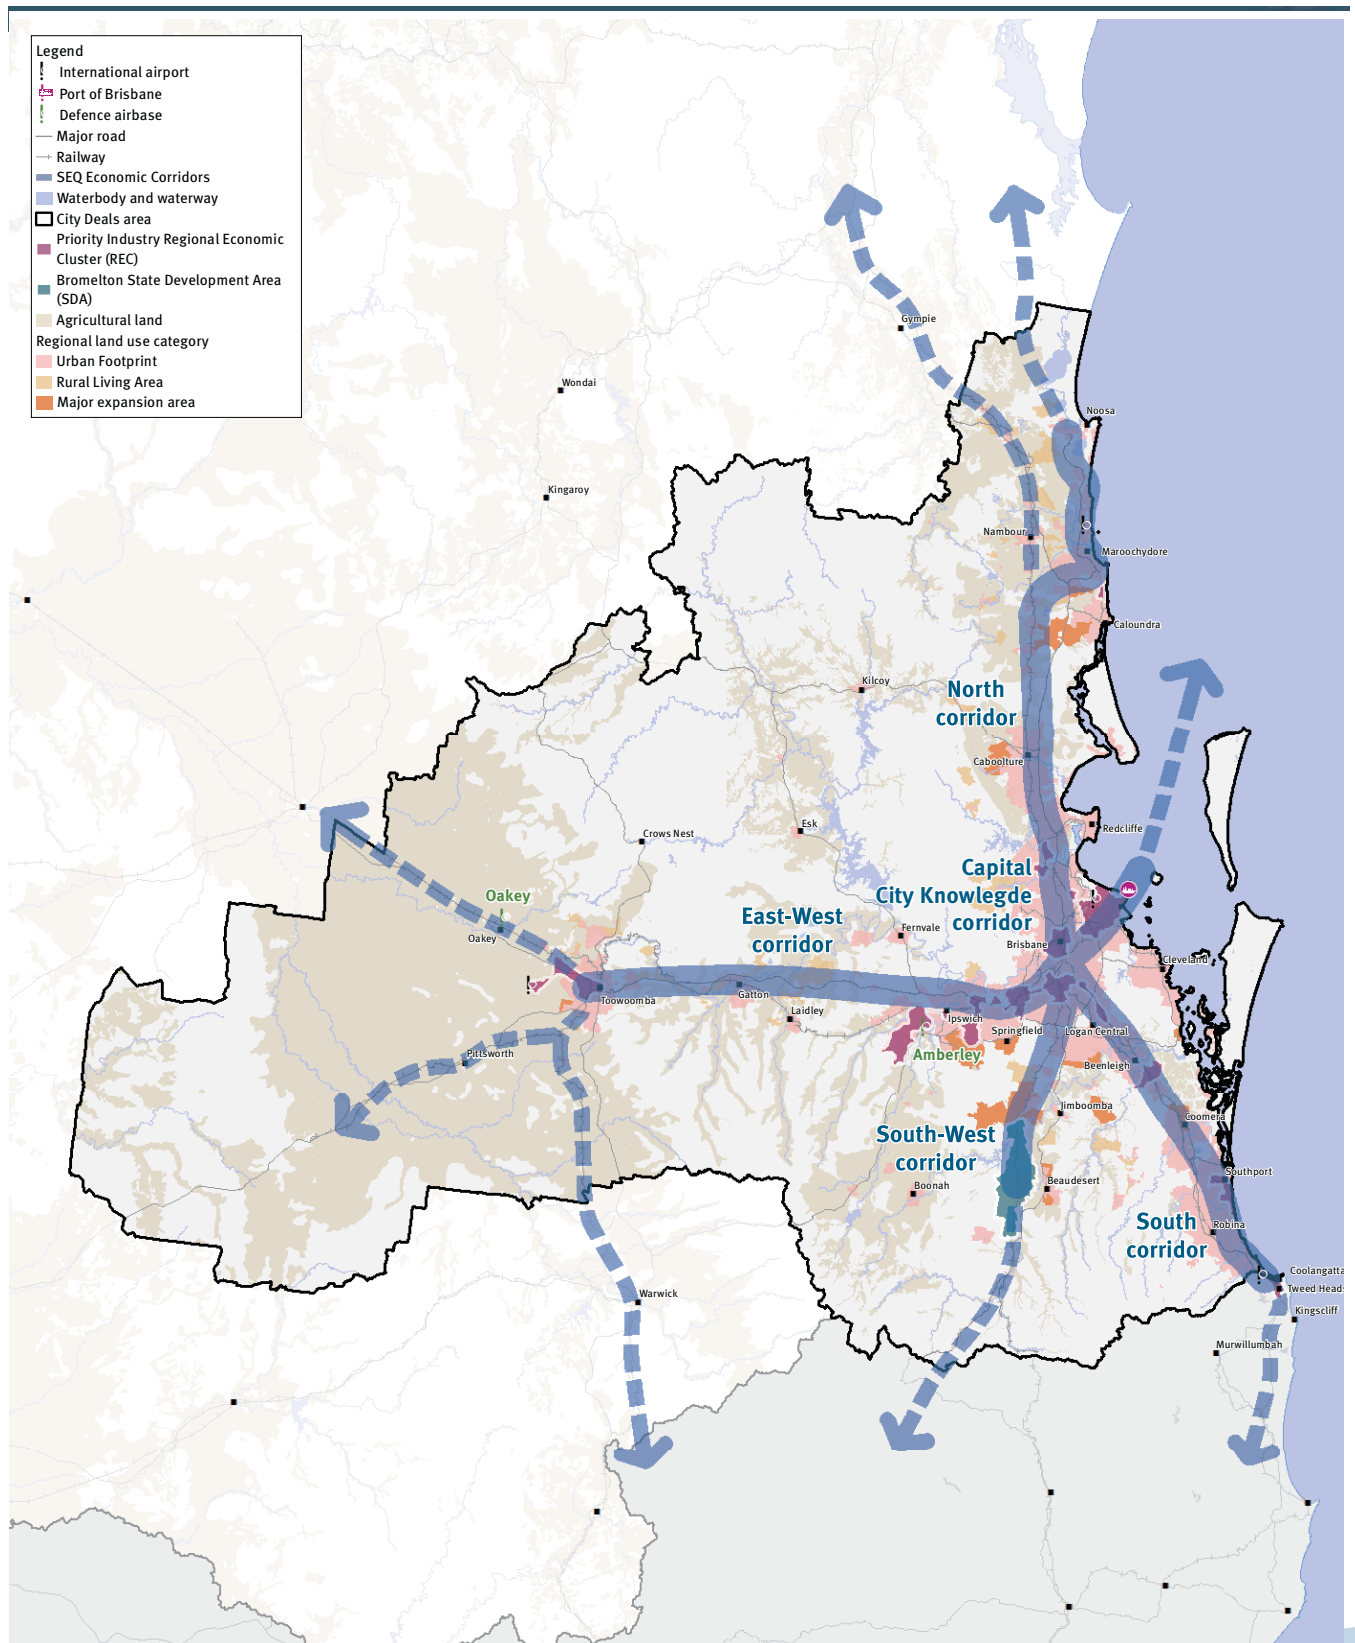 Legend
International airport
Port of Brisbane
Defence airbase
Major road
Railway
SEQ Economic Corridors
Waterbody and waterway
City Deals area
Priority Industry Regional Economic
Cluster (REC)
Bromelton State Development Area
(SDA)
Agricultural land
Regional land use category
Urban Footprint
Rural Living Area
Major expansion area
Gympie
Wondai
Noosa
Kingaroy
Nambour
Maroochydore
Caloundra
Kilcoy
North
corridor
Caboolture
Esk
Redcliffe
Crows Nest
Capital
City Knowlegde
corridor
Oakey
East-West
corridor
Fernvale
Oakey
Brisbane
Cleveland
Toowoomba
Gatton
Laidley
Ipswich
Springfield
Logan Central
Amberley
Pittsworth
Beenleigh
Jimboomba
Coomera
South-West
corridor
Southport
Boonah
Beaudesert
South
corridor
Robina
Coolangatta
Tweed Heads
Warwick
Kingscliff
Murwillumbah